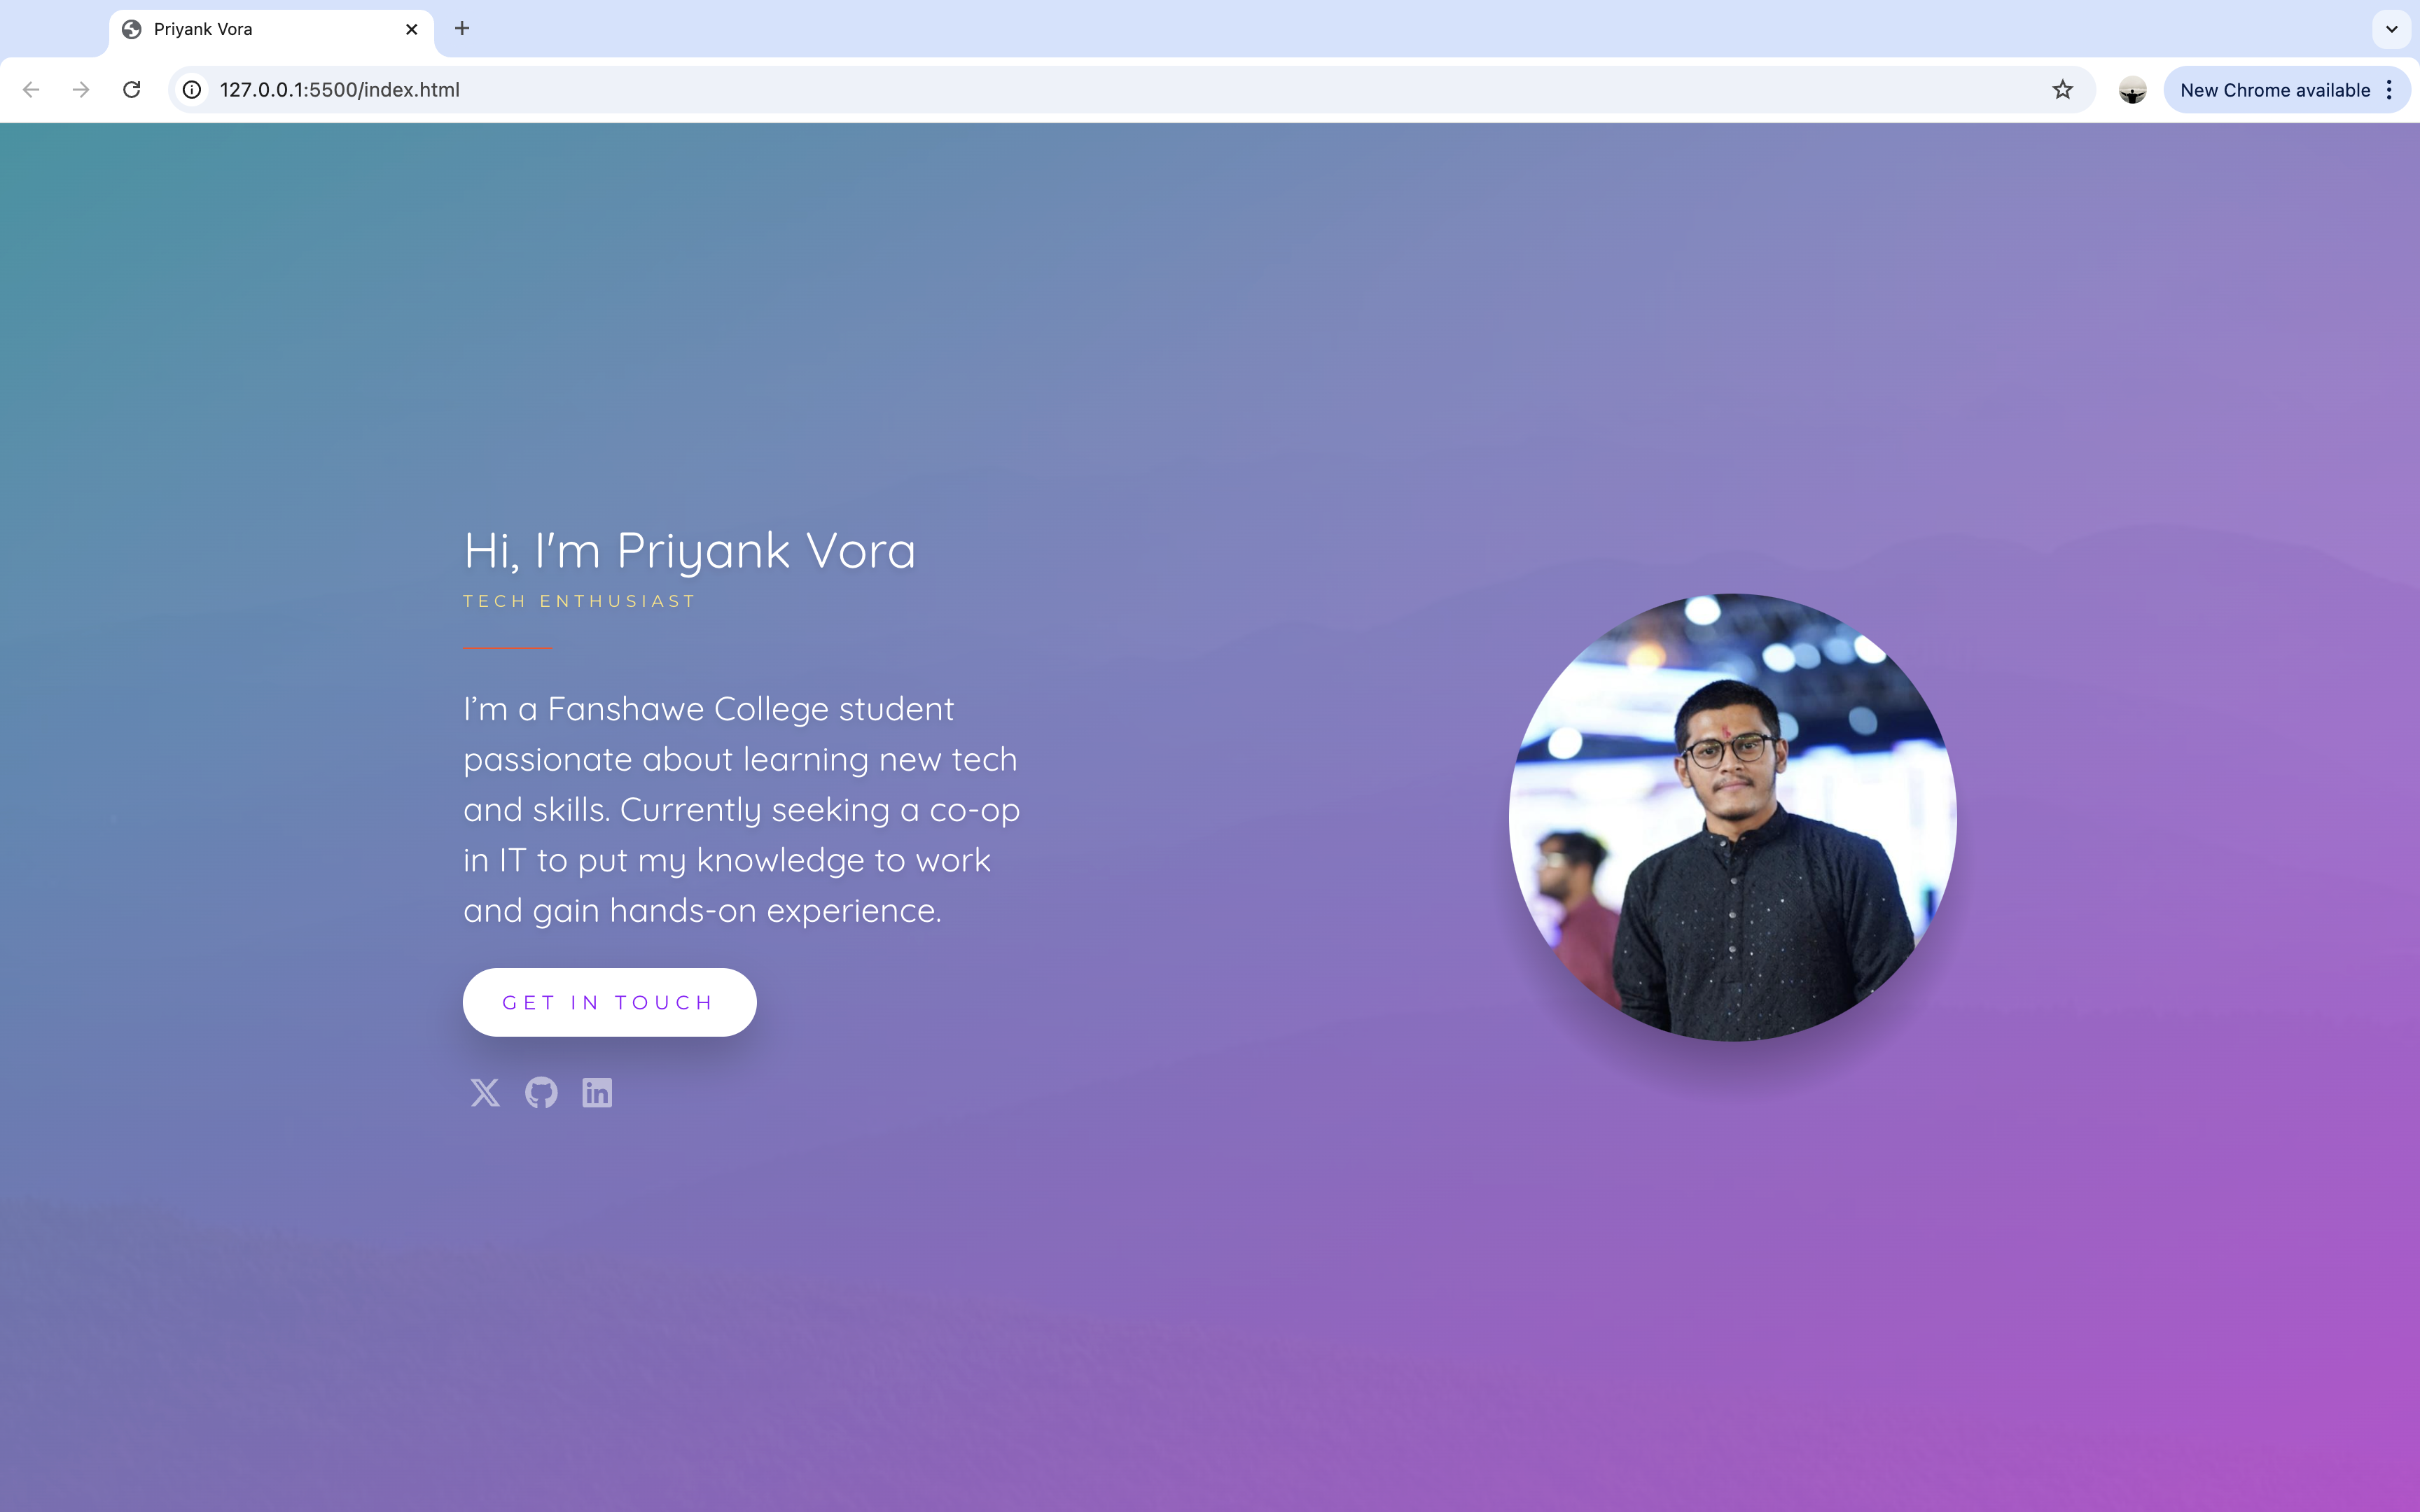 Priyank Vora
127.0.0.1:5500/index.html
New Chrome available
Hi, I'm Priyank Vora
TECH ENTHUSIAST
I’m a Fanshawe College student
passionate about learning new tech
and skills. Currently seeking a co-op
in IT to put my knowledge to work
and gain hands-on experience.
GET IN TOUCH
in